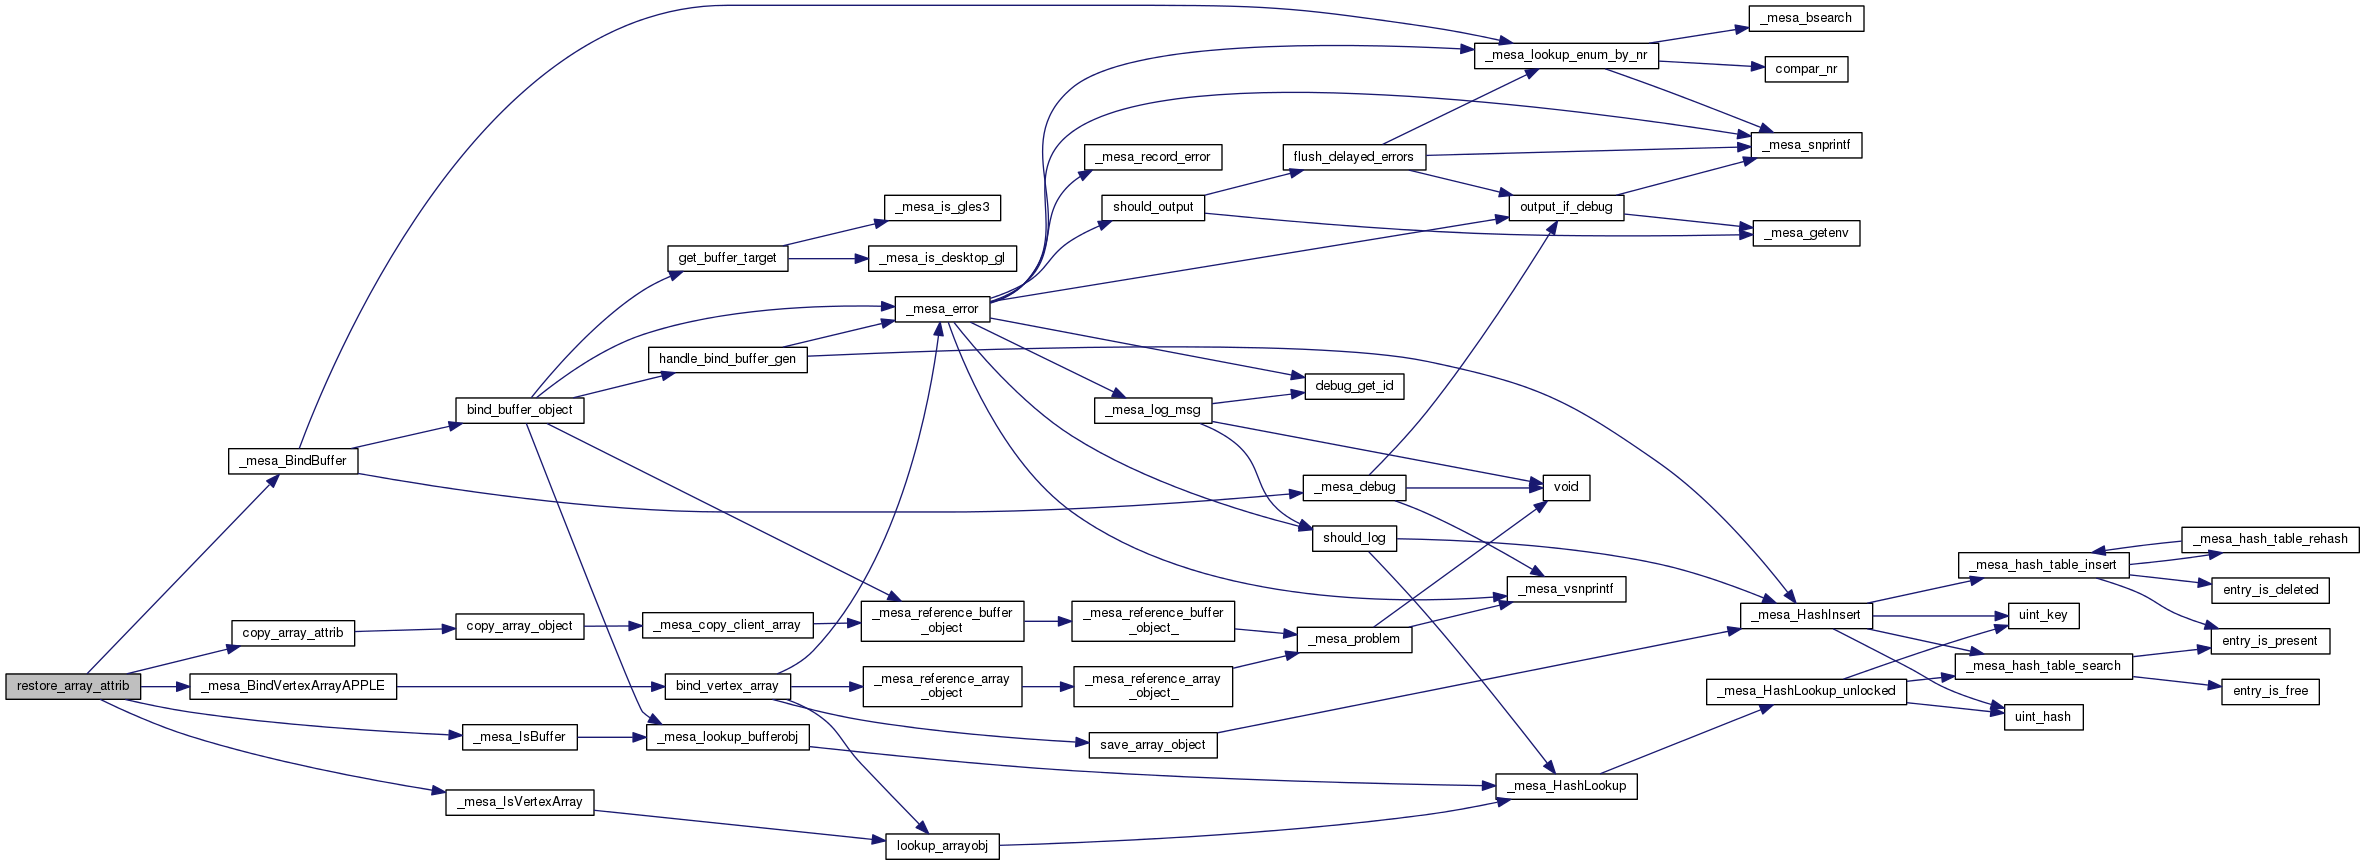 restore_array_attrib
_mesa_BindBuffer
copy_array_attrib
_mesa_BindVertexArrayAPPLE
_mesa_IsBuffer
_mesa_IsVertexArray
bind_buffer_object
copy_array_object
get_buffer_target
handle_bind_buffer_gen
_mesa_copy_client_array
bind_vertex_array
_mesa_lookup_bufferobj
_mesa_is_gles3
_mesa_is_desktop_gl
_mesa_error
_mesa_reference_buffer
_object
_mesa_reference_array
_object
lookup_arrayobj
_mesa_record_error
should_output
_mesa_log_msg
_mesa_reference_buffer
_object_
_mesa_reference_array
_object_
save_array_object
flush_delayed_errors
debug_get_id
_mesa_debug
should_log
_mesa_problem
_mesa_lookup_enum_by_nr
output_if_debug
void
_mesa_vsnprintf
_mesa_HashLookup
_mesa_bsearch
compar_nr
_mesa_snprintf
_mesa_getenv
_mesa_HashInsert
_mesa_HashLookup_unlocked
_mesa_hash_table_insert
uint_key
_mesa_hash_table_search
uint_hash
_mesa_hash_table_rehash
entry_is_deleted
entry_is_present
entry_is_free